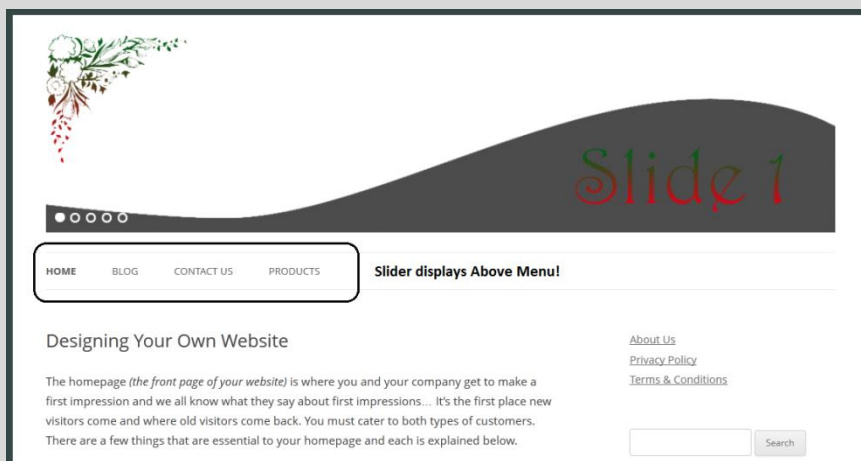 Slide 1
HOME BLOG CONTACT US PRODUCTS Slider displays Above Menu!
Designing Your Own Website
The homepage (the front page of your website) is where you and your company get to make a
first impression and we all know what they say about first impressions… It's the first place new
visitors come and where old visitors come back. You must cater to both types of customers.
There are a few things that are essential to your homepage and each is explained below.
About Us
Privacy Policy
Terms & Conditions
Search